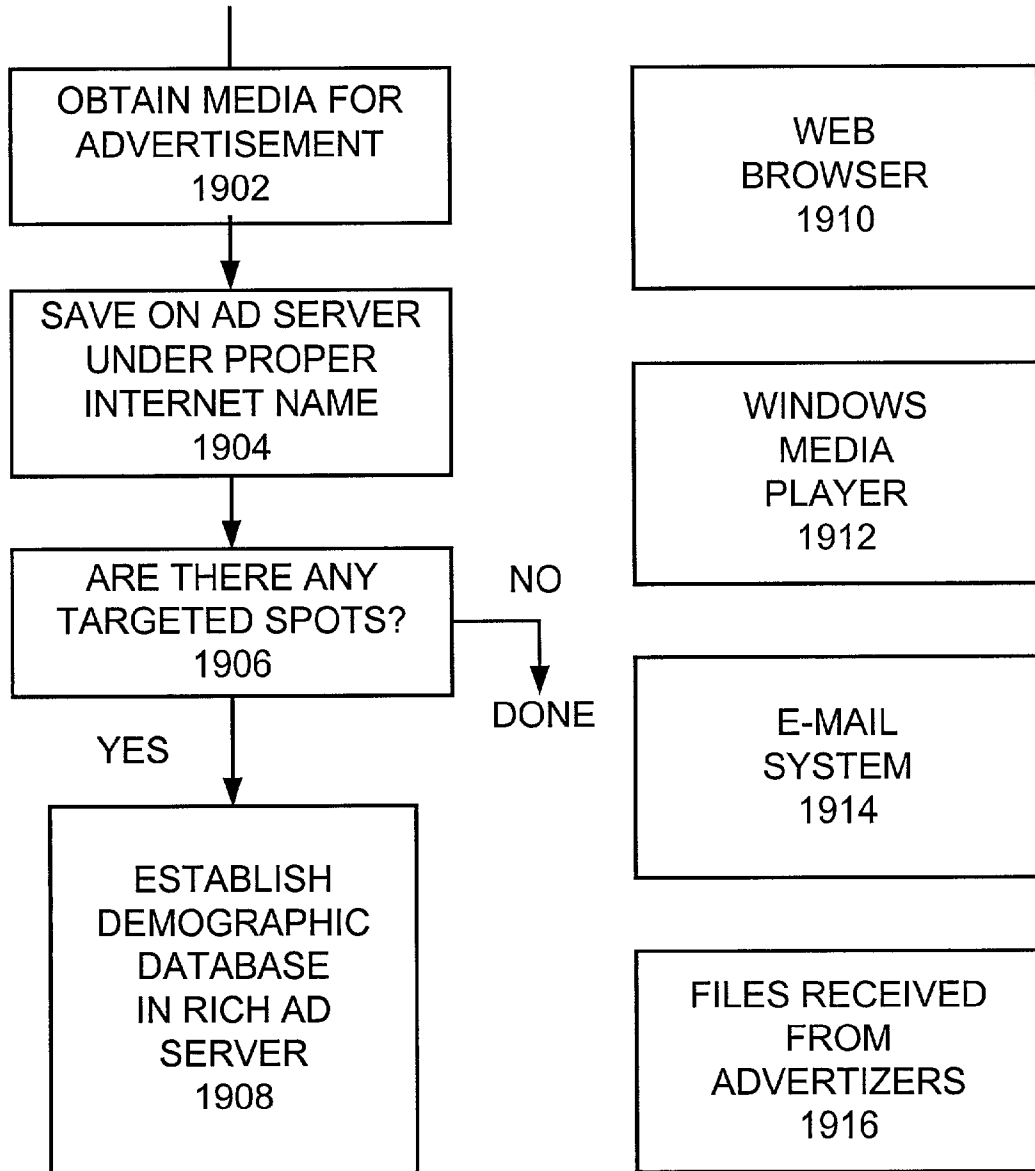 OBTAIN MEDIA FOR
ADVERTISEMENT
1902
SAVE ON AD SERVER
UNDER PROPER
INTERNET NAME
1904
ARE THERE ANY
TARGETED SPOTS?
1906
NO
DONE
YES
ESTABLISH
DEMOGRAPHIC
DATABASE
IN RICH AD
SERVER
1908
WEB
BROWSER
1910
WINDOWS
MEDIA
PLAYER
1912
E-MAIL
SYSTEM
1914
FILES RECEIVED
FROM
ADVERTIZERS
1916